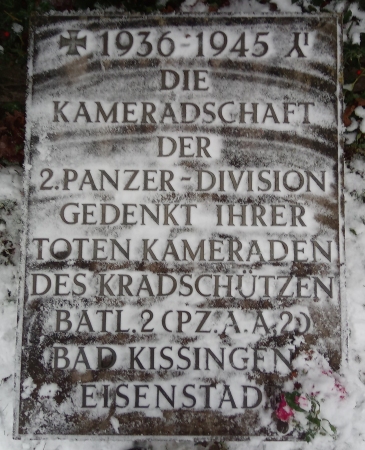 ✠ 1936-1945
DIE
KAMERADSCHAFT
DER
2.PANZER-DIVISION
GEDENKT IHRER
TOTEN KAMERADEN
DES KRADSCHÜTZEN
BATL.2 (PZ.A.A.2.)
BAD KISSINGEN
EISENSTAD